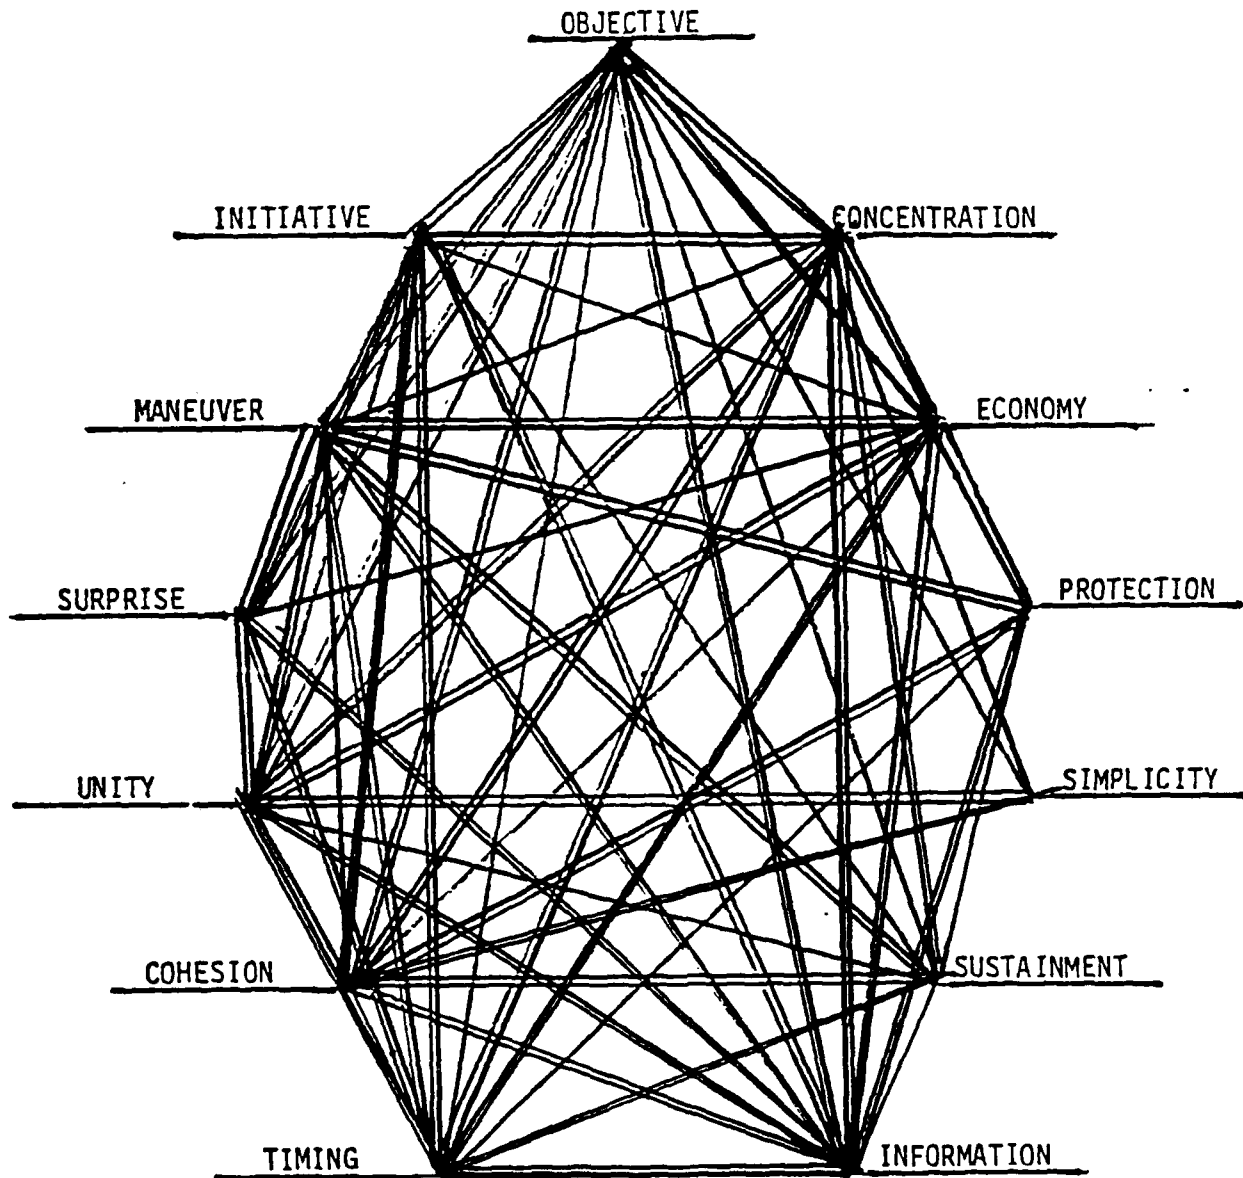 OBJECTIVE
INITIATIVE
CONCENTRATION
MANEUVER
ECONOMY
SURPRISE
PROTECTION
UNITY
SIMPLICITY
COHESION
SUSTAINMENT
TIMING
INFORMATION